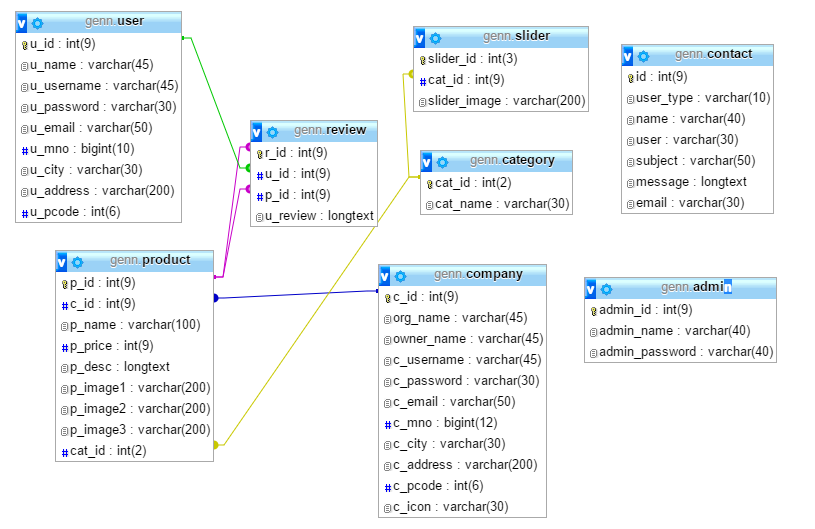 genn.user
u_id : int(9)
u_name : varchar(45)
u_username : varchar(45)
u_password : varchar(30)
u_email : varchar(50)
# u_mno : bigint(10)
u_city : varchar(30)
u_address : varchar(200)
# u_pcode : int(6)
genn.review
r_id : int(9)
# u_id : int(9)
# p_id : int(9)
u_review : longtext
genn.slider
slider_id : int(3)
# cat_id : int(9)
slider_image : varchar(200)
genn.category
cat_id : int(2)
cat_name : varchar(30)
genn.contact
id : int(9)
user_type : varchar(10)
name : varchar(40)
user : varchar(30)
subject : varchar(50)
message : longtext
email : varchar(30)
genn.product
p_id : int(9)
# c_id : int(9)
p_name : varchar(100)
# p_price : int(9)
p_desc : longtext
p_image1 : varchar(200)
p_image2 : varchar(200)
p_image3 : varchar(200)
# cat_id : int(2)
genn.company
c_id : int(9)
org_name : varchar(45)
owner_name : varchar(45)
c_username : varchar(45)
c_password : varchar(30)
c_email : varchar(50)
# c_mno : bigint(12)
c_city : varchar(30)
c_address : varchar(200)
# c_pcode : int(6)
c_icon : varchar(30)
genn.admin
admin_id : int(9)
admin_name : varchar(40)
admin_password : varchar(40)